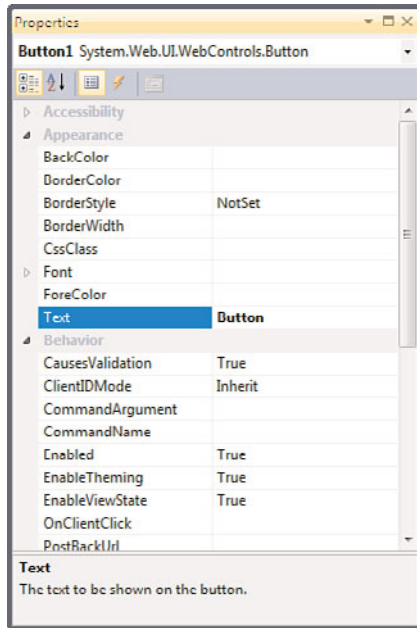 Properties
Button1 System.Web.UI.WebControls.Button
Accessibility
Appearance
BackColor
BorderColor
BorderStyle NotSet
BorderWidth
CssClass
Font
ForeColor
Text Button
Behavior
CausesValidation True
ClientIDMode Inherit
CommandArgument
CommandName
Enabled True
EnableTheming True
EnableViewState True
OnClientClick
PostBackUrl
Text
The text to be shown on the button.